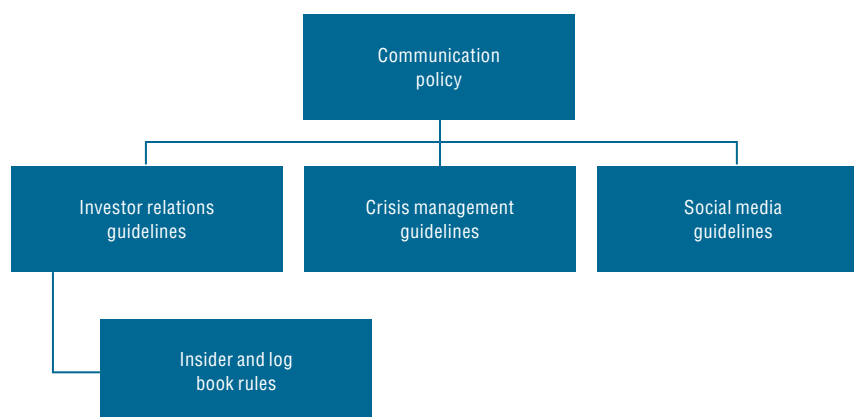 Communication
policy
Investor relations
guidelines
Crisis management
guidelines
Social media
guidelines
Insider and log
book rules